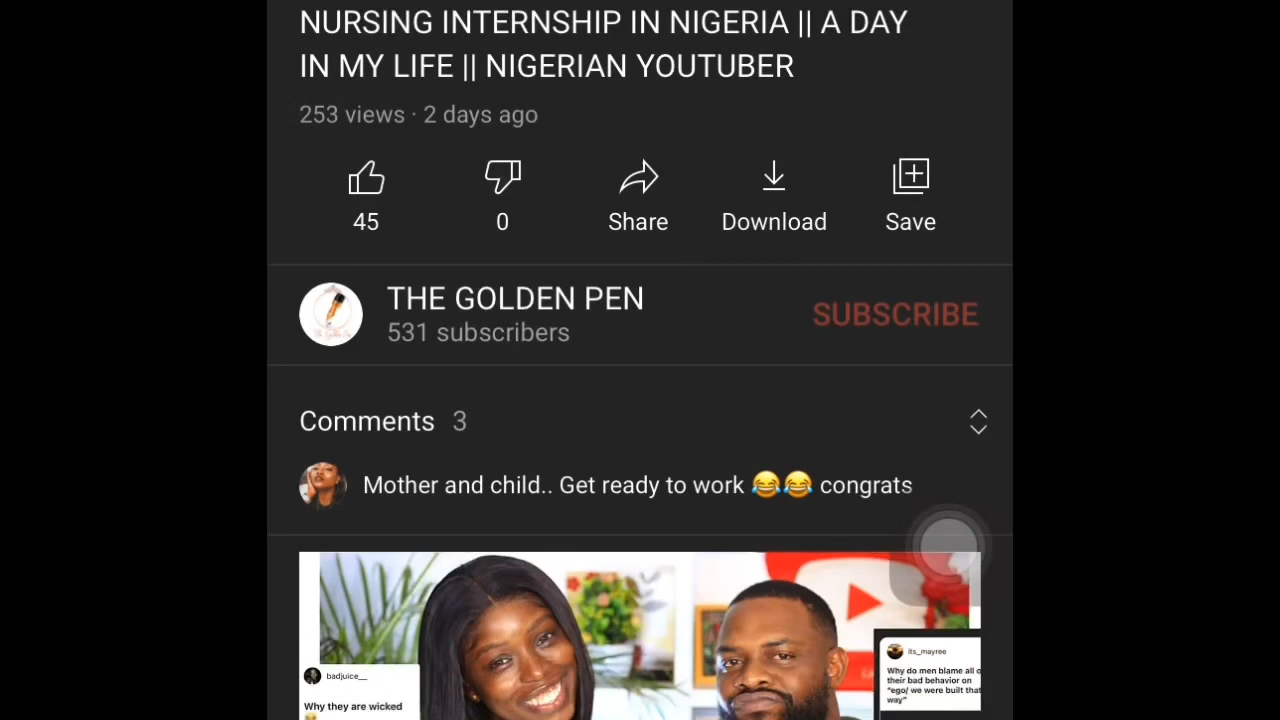 NURSING INTERNSHIP IN NIGERIA || A DAY
IN MY LIFE || NIGERIAN YOUTUBER
253 views · 2 days ago
45
0
Share
Download
Save
THE GOLDEN PEN
531 subscribers
SUBSCRIBE
Comments 3
Mother and child.. Get ready to work 😂😂 congrats
badjuice__
Why they are wicked
its_mayree
Why do men blame all o
their bad behavior on
"ego/ we were built that
way"